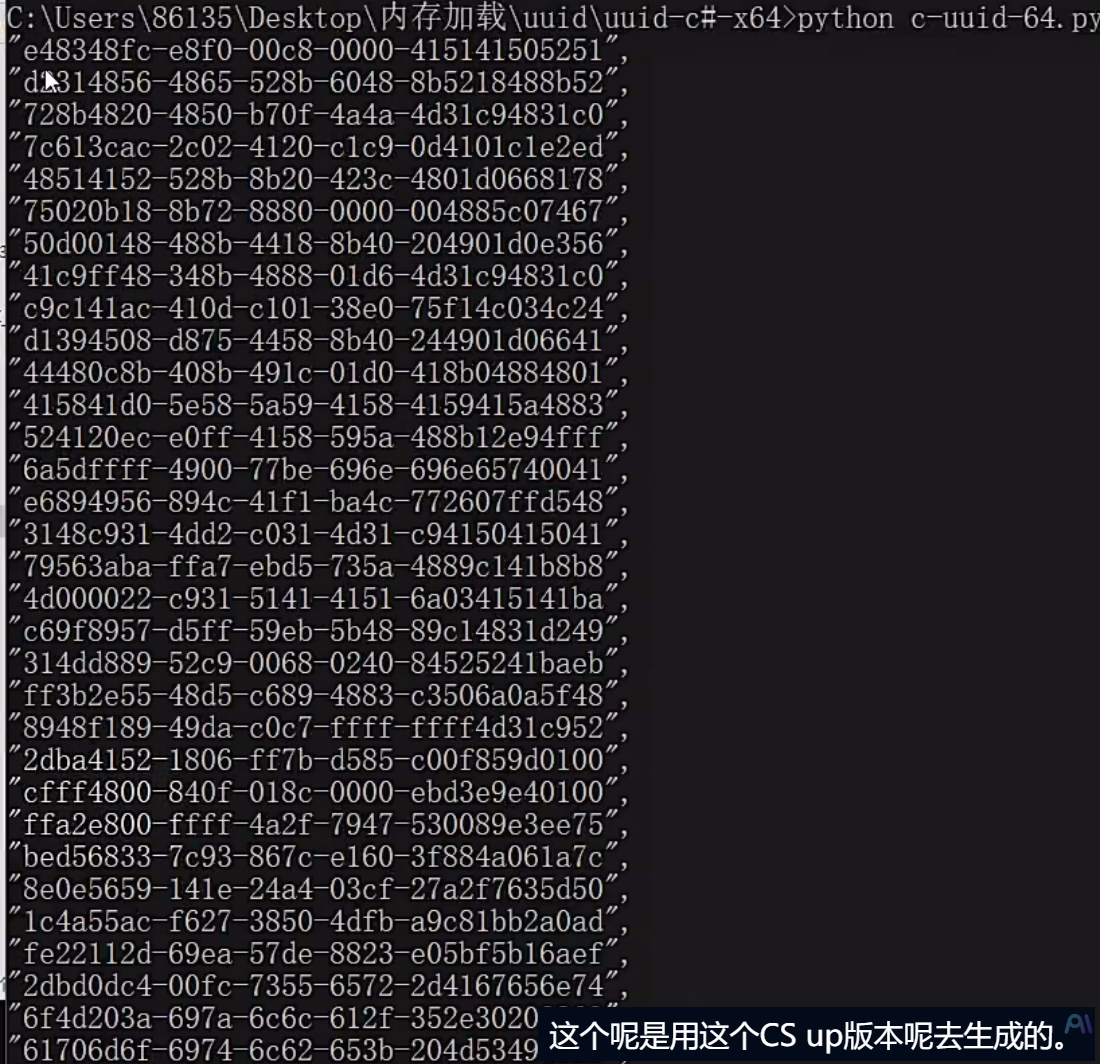 C:\Users\86135\Desktop\内存加载\uuid\uuid-c#-x64>python c-uuid-64.py
"e48348fc-e8f0-00c8-0000-415141505251",
"d2314856-4865-528b-6048-8b5218488b52",
"728b4820-4850-b70f-4a4a-4d31c94831c0",
"7c613cac-2c02-4120-c1c9-0d4101c1e2ed",
"48514152-528b-8b20-423c-4801d0668178",
"75020b18-8b72-8880-0000-004885c07467",
"50d00148-488b-4418-8b40-204901d0e356",
"41c9ff48-348b-4888-01d6-4d31c94831c0",
"c9c141ac-410d-c101-38e0-75f14c034c24",
"d1394508-d875-4458-8b40-244901d06641",
"44480c8b-408b-491c-01d0-418b04884801",
"415841d0-5e58-5a59-4158-4159415a4883",
"524120ec-e0ff-4158-595a-488b12e94fff",
"6a5dffff-4900-77be-696e-696e65740041",
"e6894956-894c-41f1-ba4c-772607ffd548",
"3148c931-4dd2-c031-4d31-c94150415041",
"79563aba-ffa7-ebd5-735a-4889c141b8b8",
"4d000022-c931-5141-4151-6a03415141ba",
"c69f8957-d5ff-59eb-5b48-89c14831d249",
"314dd889-52c9-0068-0240-84525241baeb",
"ff3b2e55-48d5-c689-4883-c3506a0a5f48",
"8948f189-49da-c0c7-ffff-ffff4d31c952",
"2dba4152-1806-ff7b-d585-c00f859d0100",
"cfff4800-840f-018c-0000-ebd3e9e40100",
"ffa2e800-ffff-4a2f-7947-530089e3ee75",
"bed56833-7c93-867c-e160-3f884a061a7c",
"8e0e5659-141e-24a4-03cf-27a2f7635d50",
"1c4a55ac-f627-3850-4dfb-a9c81bb2a0ad",
"fe22112d-69ea-57de-8823-e05bf5b16aef",
"2dbd0dc4-00fc-7355-6572-2d4167656e74",
"6f4d203a-697a-6c6c-612f-352e3020
"61706d6f-6974-6c62-653b-204d5349
这个呢是用这个CS up版本呢去生成的。
AI